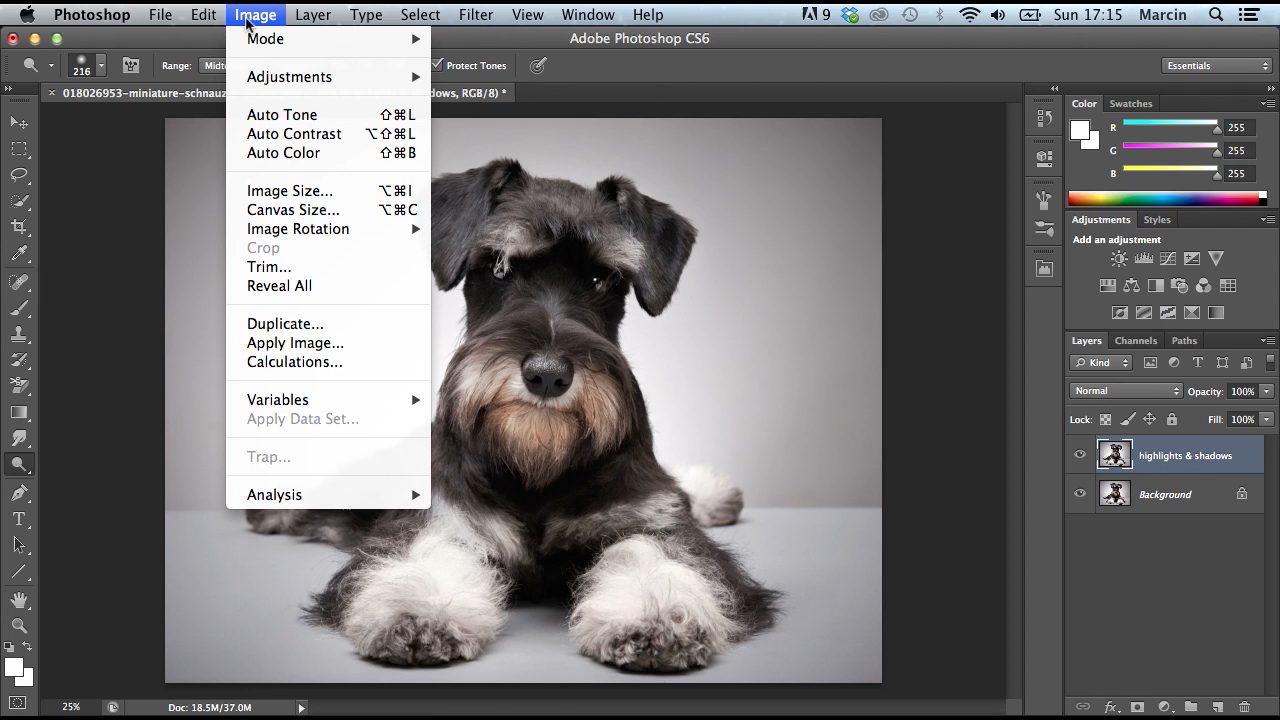 Photoshop File Edit Image Layer Type Select Filter View Window Help 9 Sun 17:15 Marcin
Adobe Photoshop CS6
216 Range: Protect Tones Essentials
018026953-miniature-schnauz dows, RGB/8) *
Mode
Adjustments
Auto Tone ⇧⌘L
Auto Contrast ⌥⇧⌘L
Auto Color ⇧⌘B
Image Size... ⌥⌘I
Canvas Size... ⌥⌘C
Image Rotation
Crop
Trim...
Reveal All
Duplicate...
Apply Image...
Calculations...
Variables
Apply Data Set...
Trap...
Analysis
Color Swatches
R 255
G 255
B 255
Adjustments Styles
Add an adjustment
Layers Channels Paths
Kind
Normal Opacity: 100%
Lock: Fill: 100%
highlights & shadows
Background
25% Doc: 18.5M/37.0M